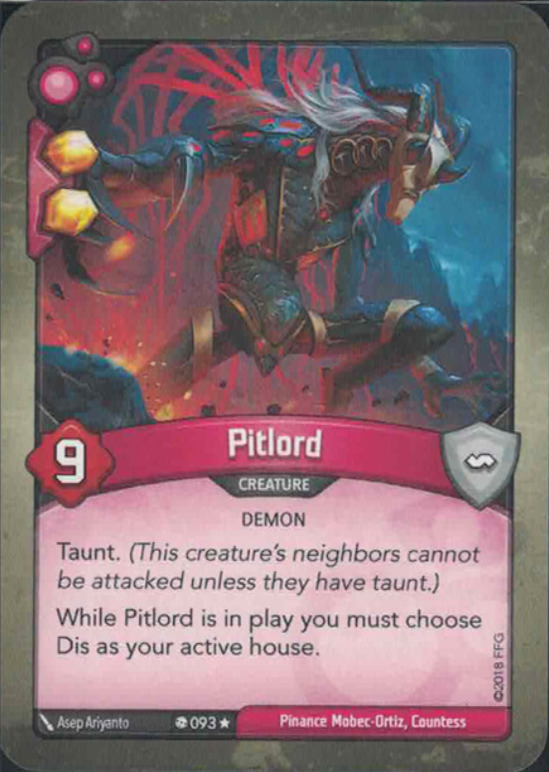 Pitlord
9
CREATURE
DEMON
Taunt. (This creature's neighbors cannot
be attacked unless they have taunt.)
While Pitlord is in play you must choose
Dis as your active house.
©2018 FFG
Asep Ariyanto
093
Pinance Mobec-Ortiz, Countess